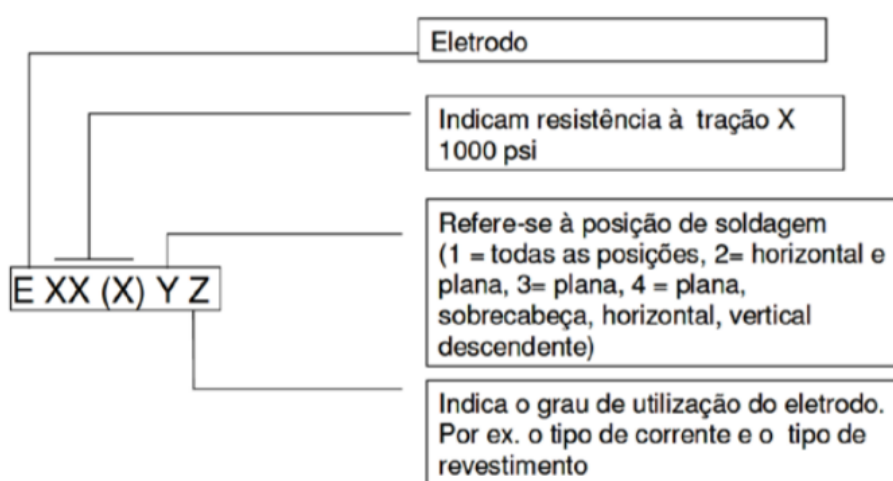 Eletrodo
Indicam resistência à tração X
1000 psi
Refere-se à posição de soldagem
(1 = todas as posições, 2= horizontal e
plana, 3= plana, 4 = plana,
sobrecabeça, horizontal, vertical
descendente)
E XX (X) Y Z
Indica o grau de utilização do eletrodo.
Por ex. o tipo de corrente e o tipo de
revestimento